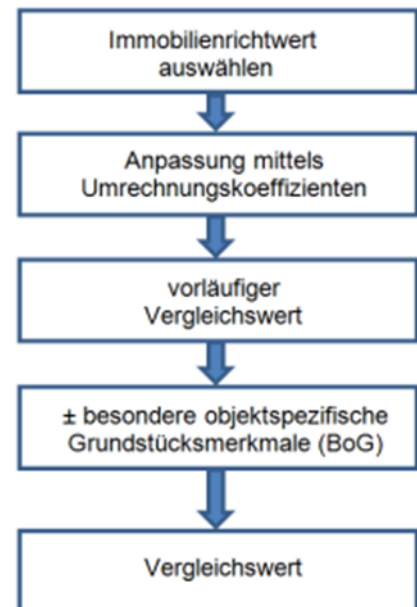 Immobilienrichtwert
auswählen
Anpassung mittels
Umrechnungskoeffizienten
vorläufiger
Vergleichswert
± besondere objektspezifische
Grundstücksmerkmale (BoG)
Vergleichswert